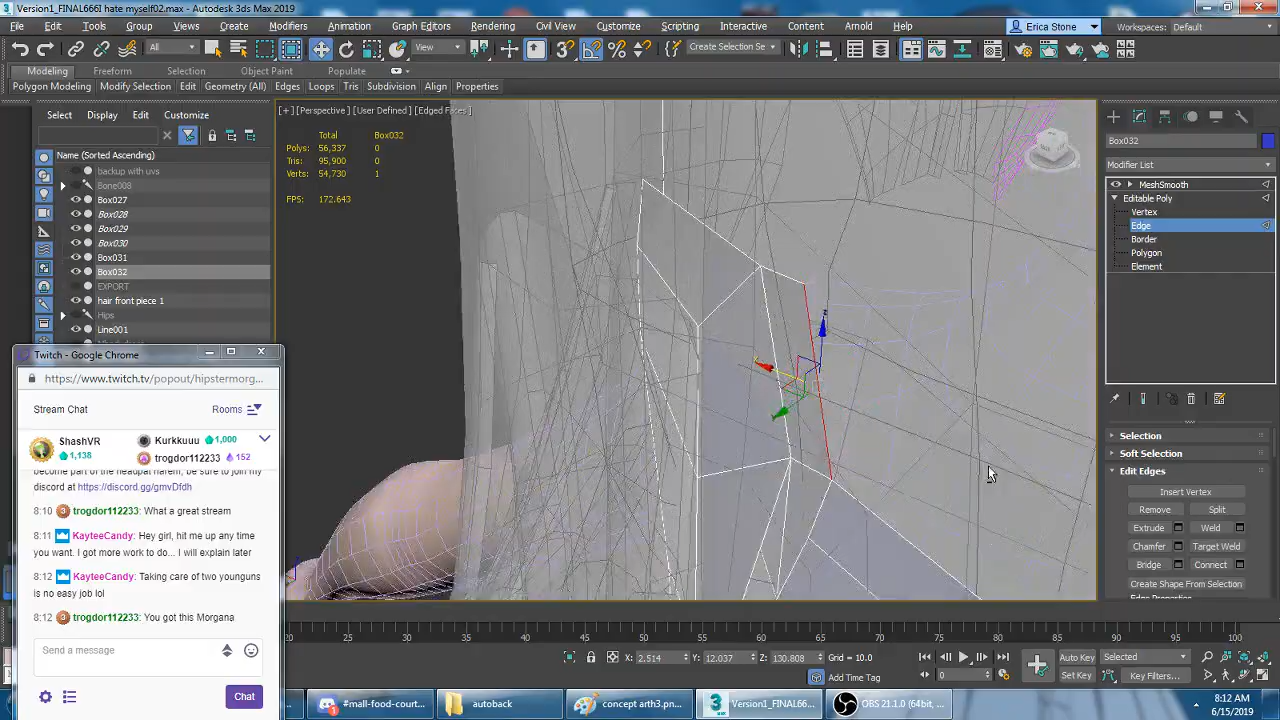 Version1_FINAL666I hate myself02.max - Autodesk 3ds Max 2019
File Edit Tools Group Views Create Modifiers Animation Graph Editors Rendering Civil View Customize Scripting Interactive Content Arnold Help
Erica Stone
Workspaces: Default
All
View
Create Selection Se
Modeling Freeform Selection Object Paint Populate
Polygon Modeling Modify Selection Edit Geometry (All) Edges Loops Tris Subdivision Align Properties
Select Display Edit Customize
Name (Sorted Ascending)
backup with uvs
Bone008
Box027
Box028
Box029
Box030
Box031
Box032
EXPORT
hair front piece 1
Hips
Line001
[+] [Perspective] [User Defined] [Edged Faces]
Total Box032
Polys: 56,337 0
Tris: 95,900 0
Verts: 54,730 1
FPS: 172.643
Box032
Modifier List
MeshSmooth
Editable Poly
Vertex
Edge
Border
Polygon
Element
Selection
Soft Selection
Edit Edges
Insert Vertex
Remove Split
Extrude Weld
Chamfer Target Weld
Bridge Connect
Create Shape From Selection
Edge Properties
Twitch - Google Chrome
https://www.twitch.tv/popout/hipstermorg...
Stream Chat Rooms
ShashVR 1,138
Kurkkuuu 1,000
trogdor112233 152
become part of the headpat harem, be sure to join my
discord at https://discord.gg/gmvDfdh
8:10 trogdor112233: What a great stream
8:11 KayteeCandy: Hey girl, hit me up any time
you want. I got more work to do... I will explain later
8:12 KayteeCandy: Taking care of two younguns
is no easy job lol
8:12 trogdor112233: You got this Morgana
Send a message
Chat
20 25 30 35 40 45 50 55 60 65 70 75 80 85 90 95 100
X: 2.514 Y: 12.037 Z: 130.808 Grid = 10.0
Add Time Tag
0
Auto Key Selected
Set Key Key Filters...
#mall-food-court...
autoback
concept arth3.pn...
Version1_FINAL66...
OBS 21.1.0 (64bit, ...
8:12 AM
6/15/2019